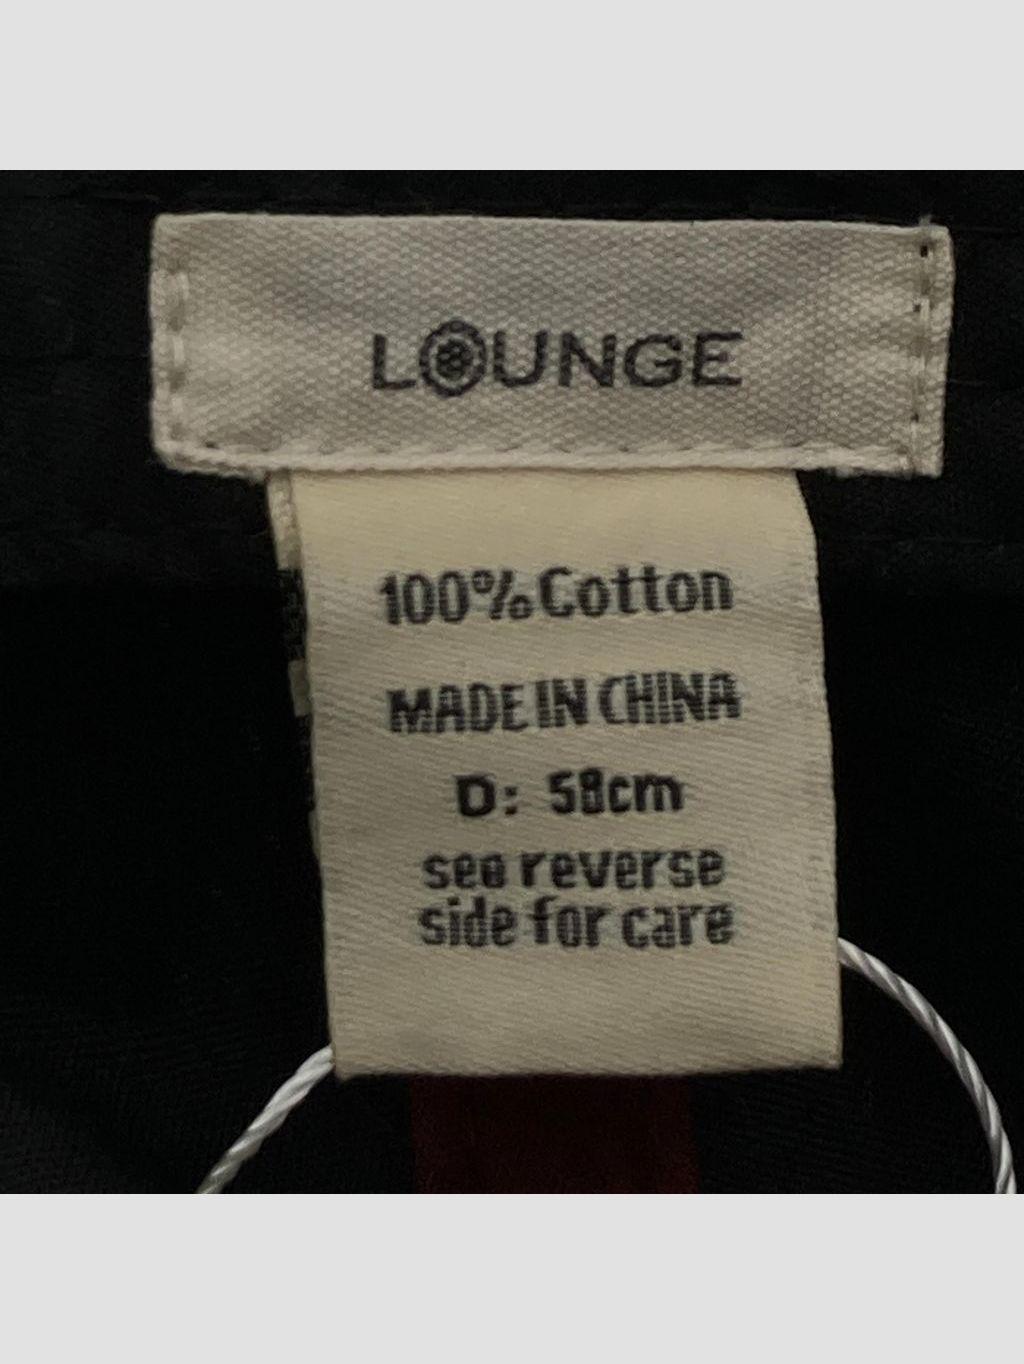 LOUNGE
100% Cotton
MADE IN CHINA
D: 58cm
see reverse
side for care